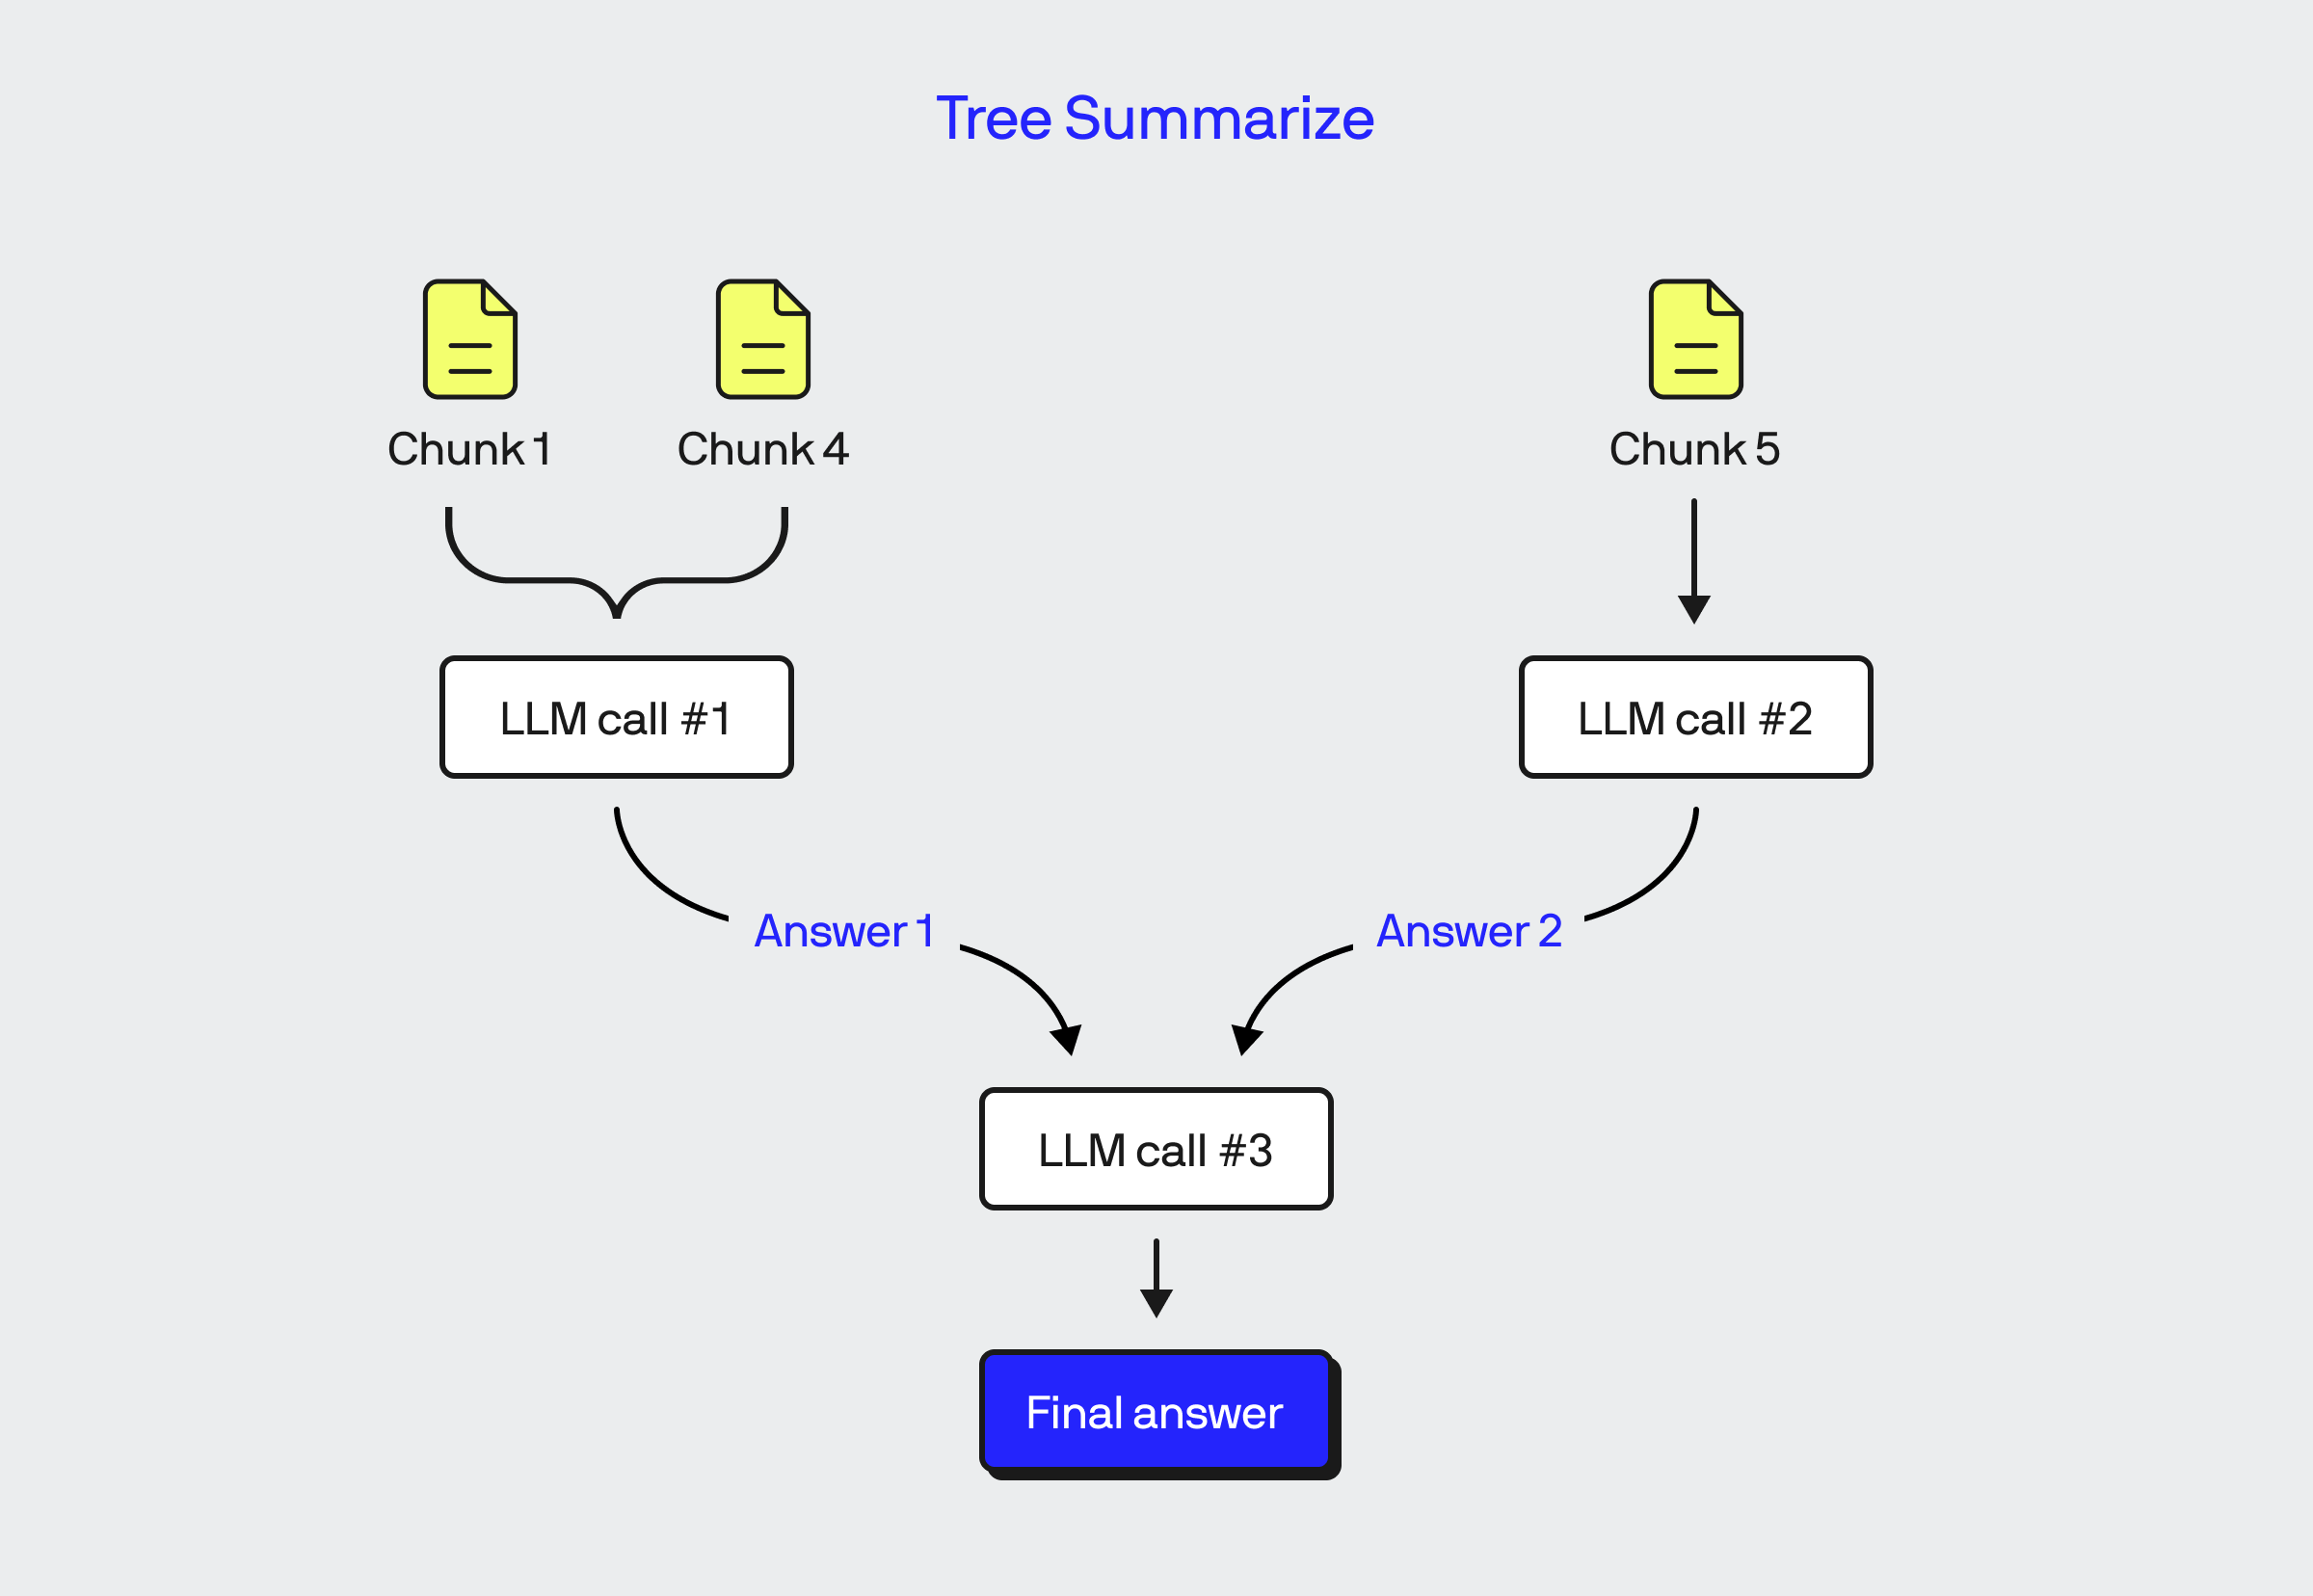 Tree Summarize
Chunk 1
Chunk 4
Chunk 5
LLM call #1
LLM call #2
Answer 1
Answer 2
LLM call #3
Final answer